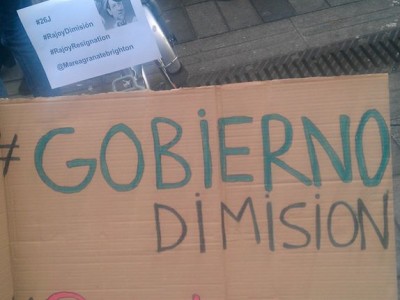 #26J
#RajoyDimisión
#RajoyResignation
@Mareagranatebrighton
#GOBIERNO
DIMISION